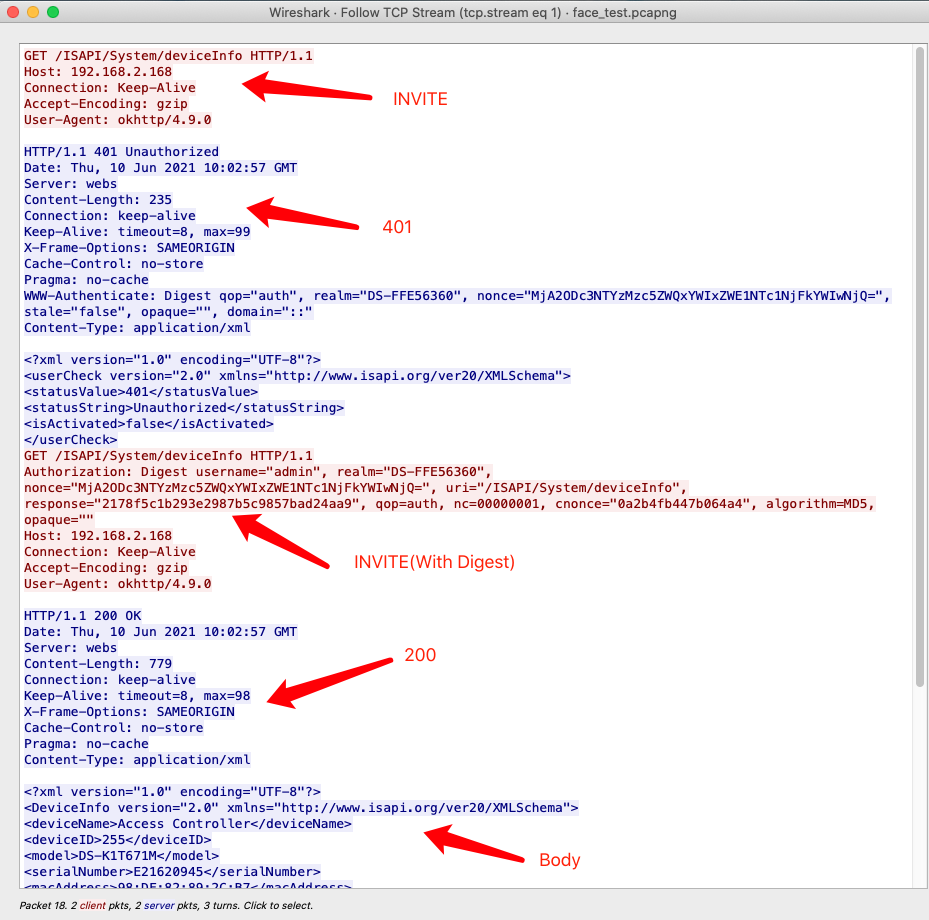 Wireshark · Follow TCP Stream (tcp.stream eq 1) · face_test.pcapng
GET /ISAPI/System/deviceInfo HTTP/1.1
Host: 192.168.2.168
Connection: Keep-Alive
INVITE
Accept-Encoding: gzip
User-Agent: okhttp/4.9.0
HTTP/1.1 401 Unauthorized
Date: Thu, 10 Jun 2021 10:02:57 GMT
Server: webs
Content-Length: 235
Connection: keep-alive
401
Keep-Alive: timeout=8, max=99
X-Frame-Options: SAMEORIGIN
Cache-Control: no-store
Pragma: no-cache
WWW-Authenticate: Digest qop="auth", realm="DS-FFE56360", nonce="MjA2ODc3NTYzMzc5ZWQxYWIxZWE1NTc1NjFkYWIwNjQ=",
stale="false", opaque="", domain="::"
Content-Type: application/xml
<?xml version="1.0" encoding="UTF-8"?>
<userCheck version="2.0" xmlns="http://www.isapi.org/ver20/XMLSchema">
<statusValue>401</statusValue>
<statusString>Unauthorized</statusString>
<isActivated>false</isActivated>
</userCheck>
GET /ISAPI/System/deviceInfo HTTP/1.1
Authorization: Digest username="admin", realm="DS-FFE56360",
nonce="MjA2ODc3NTYzMzc5ZWQxYWIxZWE1NTc1NjFkYWIwNjQ=", uri="/ISAPI/System/deviceInfo",
response="2178f5c1b293e2987b5c9857bad24aa9", qop=auth, nc=00000001, cnonce="0a2b4fb447b064a4", algorithm=MD5,
opaque=""
Host: 192.168.2.168
Connection: Keep-Alive
INVITE(With Digest)
Accept-Encoding: gzip
User-Agent: okhttp/4.9.0
HTTP/1.1 200 OK
Date: Thu, 10 Jun 2021 10:02:57 GMT
Server: webs
200
Content-Length: 779
Connection: keep-alive
Keep-Alive: timeout=8, max=98
X-Frame-Options: SAMEORIGIN
Cache-Control: no-store
Pragma: no-cache
Content-Type: application/xml
<?xml version="1.0" encoding="UTF-8"?>
<DeviceInfo version="2.0" xmlns="http://www.isapi.org/ver20/XMLSchema">
<deviceName>Access Controller</deviceName>
<deviceID>255</deviceID>
<model>DS-K1T671M</model>
Body
<serialNumber>E21620945</serialNumber>
<macAddress>98:DF:82:89:2C:B7</macAddress>
Packet 18. 2 client pkts, 2 server pkts, 3 turns. Click to select.